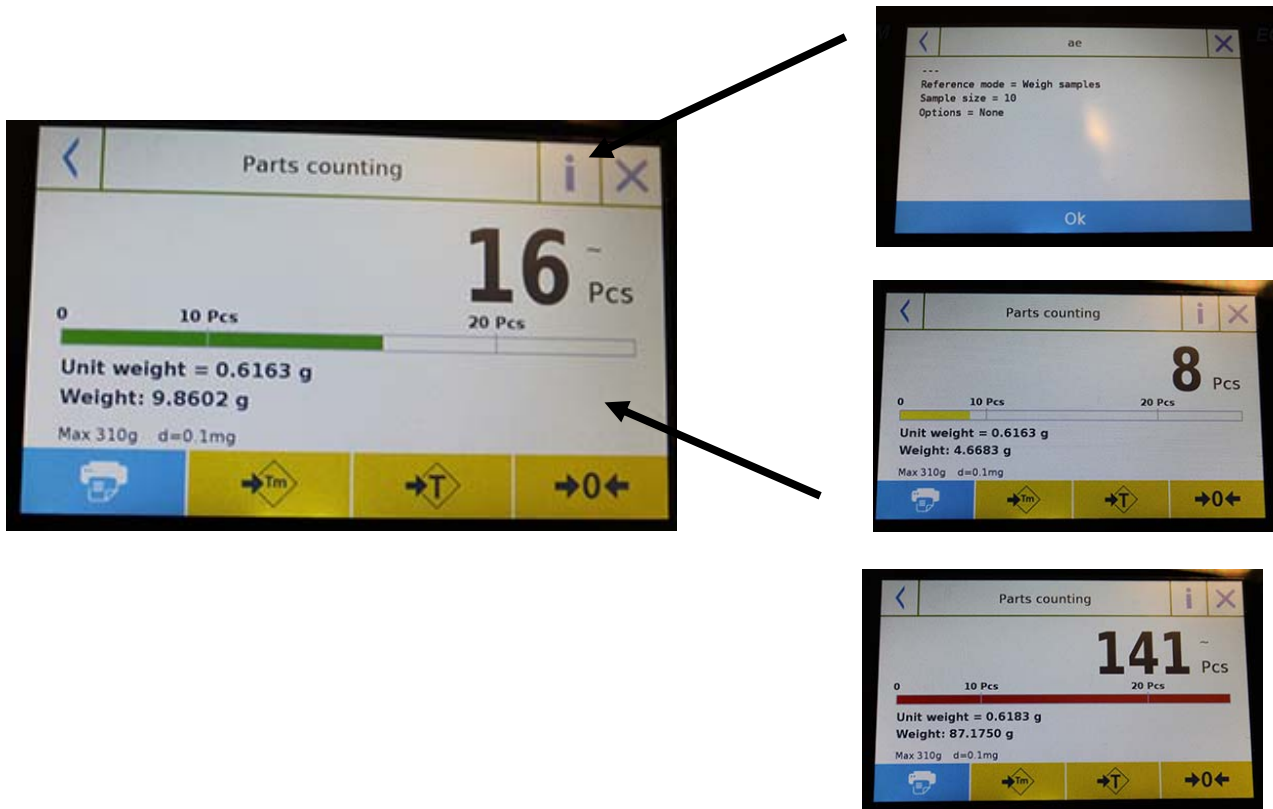 Parts counting
i
16 ~
Pcs
0 10 Pcs 20 Pcs
Unit weight = 0.6163 g
Weight: 9.8602 g
Max 310g d=0.1mg
Tm T 0
ae
---
Reference mode = Weigh samples
Sample size = 10
Options = None
Ok
Parts counting
i
8 Pcs
0 10 Pcs 20 Pcs
Unit weight = 0.6163 g
Weight: 4.6683 g
Max 310g d=0.1mg
Tm T 0
Parts counting
i
141 ~
Pcs
0 10 Pcs 20 Pcs
Unit weight = 0.6183 g
Weight: 87.1750 g
Max 310g d=0.1mg
Tm T 0